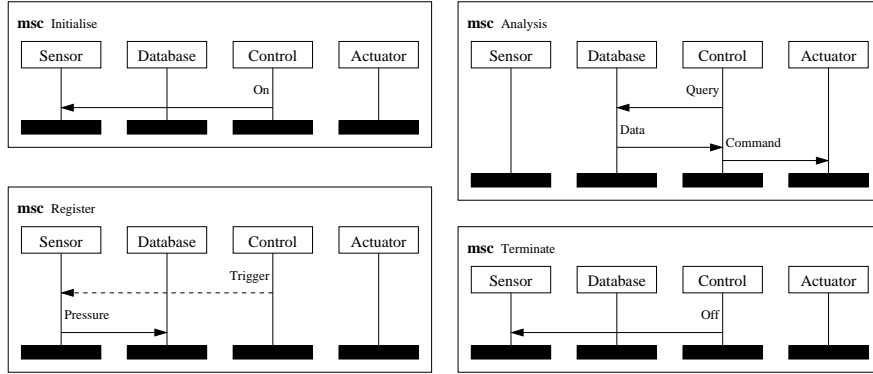 msc Initialise
Sensor Database Control Actuator
On
msc Register
Sensor Database Control Actuator
Trigger
Pressure
msc Analysis
Sensor Database Control Actuator
Query
Data
Command
msc Terminate
Sensor Database Control Actuator
Off